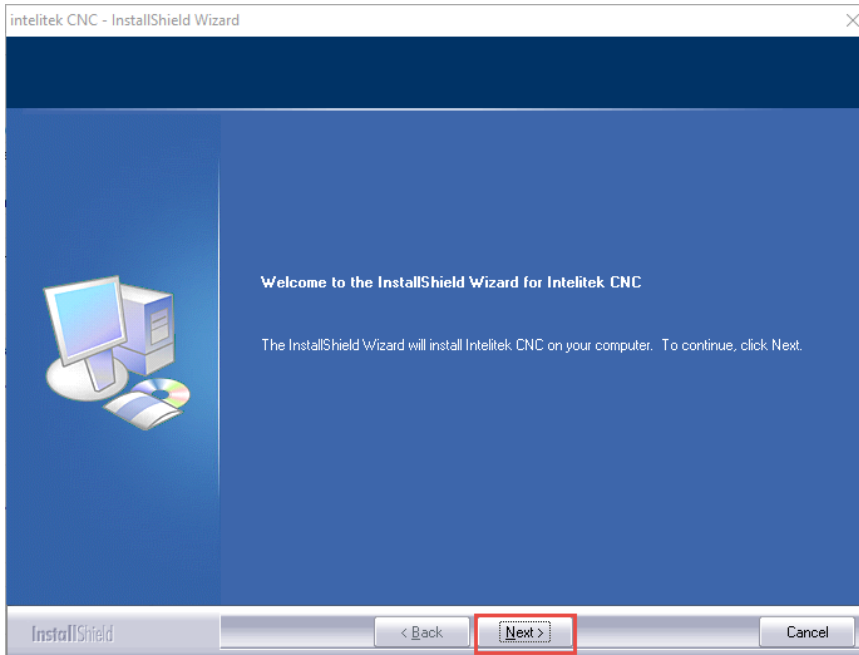 intelitek CNC - InstallShield Wizard
Welcome to the InstallShield Wizard for Intelitek CNC
The InstallShield Wizard will install Intelitek CNC on your computer. To continue, click Next.
InstallShield
< Back
Next >
Cancel